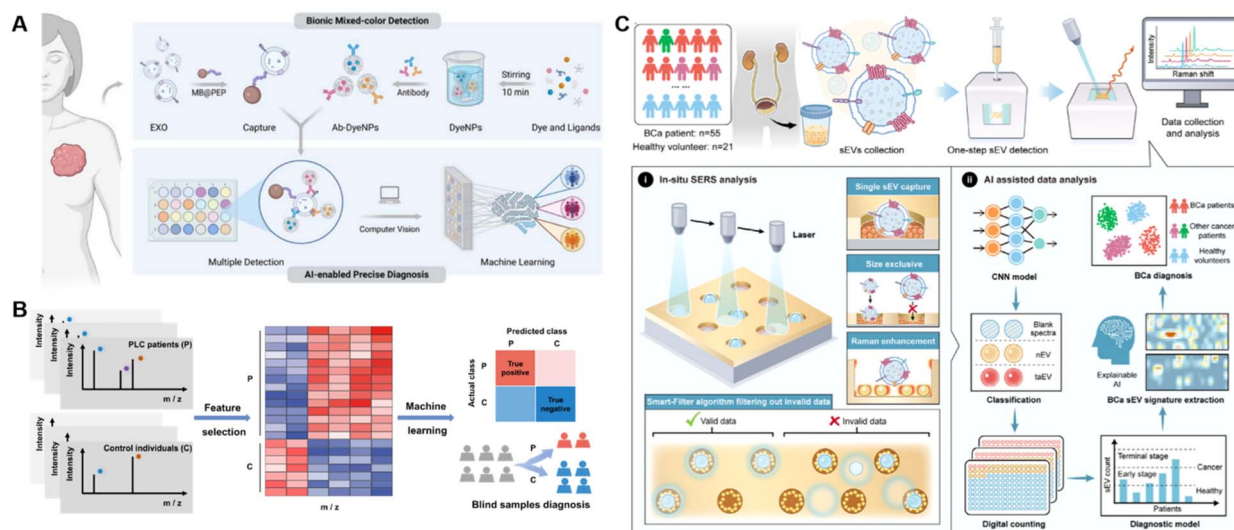 A
Bionic Mixed-color Detection
EXO
MB@PEP
Capture
Ab-DyeNPs
Antibody
DyeNPs
Stirring
10 min
Dye and Ligands
Multiple Detection
Computer Vision
Machine Learning
AI-enabled Precise Diagnosis
B
Intensity
Intensity
Intensity
PLC patients (P)
m / z
Intensity
Intensity
Intensity
Control individuals (C)
m / z
Feature
selection
P
C
m / z
Machine
learning
Predicted class
P C
Actual class
P
C
True
positive
True
negative
P
C
Blind samples diagnosis
C
BCa patient: n=55
Healthy volunteer: n=21
sEVs collection
One-step sEV detection
Intensity
Raman shift
Data collection
and analysis
i In-situ SERS analysis
Laser
Single sEV capture
Size exclusive
Raman enhancement
Smart-Filter algorithm filtering out invalid data
Valid data
Invalid data
ii AI assisted data analysis
CNN model
Blank
spectra
nEV
taEV
Classification
Digital counting
BCa patients
Other cancer
patients
Healthy
volunteers
BCa diagnosis
Explainable
AI
BCa sEV signature extraction
sEV count
Terminal stage
Early stage
Cancer
Healthy
Patients
Diagnostic model